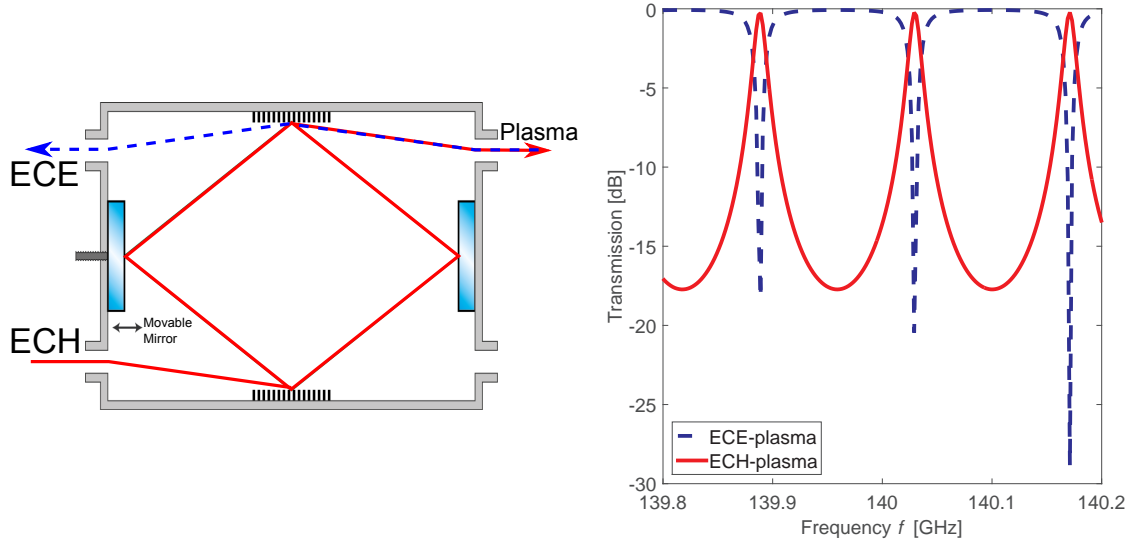 ECE
Plasma
Movable
Mirror
ECH
0
-5
-10
-15
-20
-25
-30
Transmission [dB]
139.8
139.9
140
140.1
140.2
Frequency f [GHz]
ECE-plasma
ECH-plasma